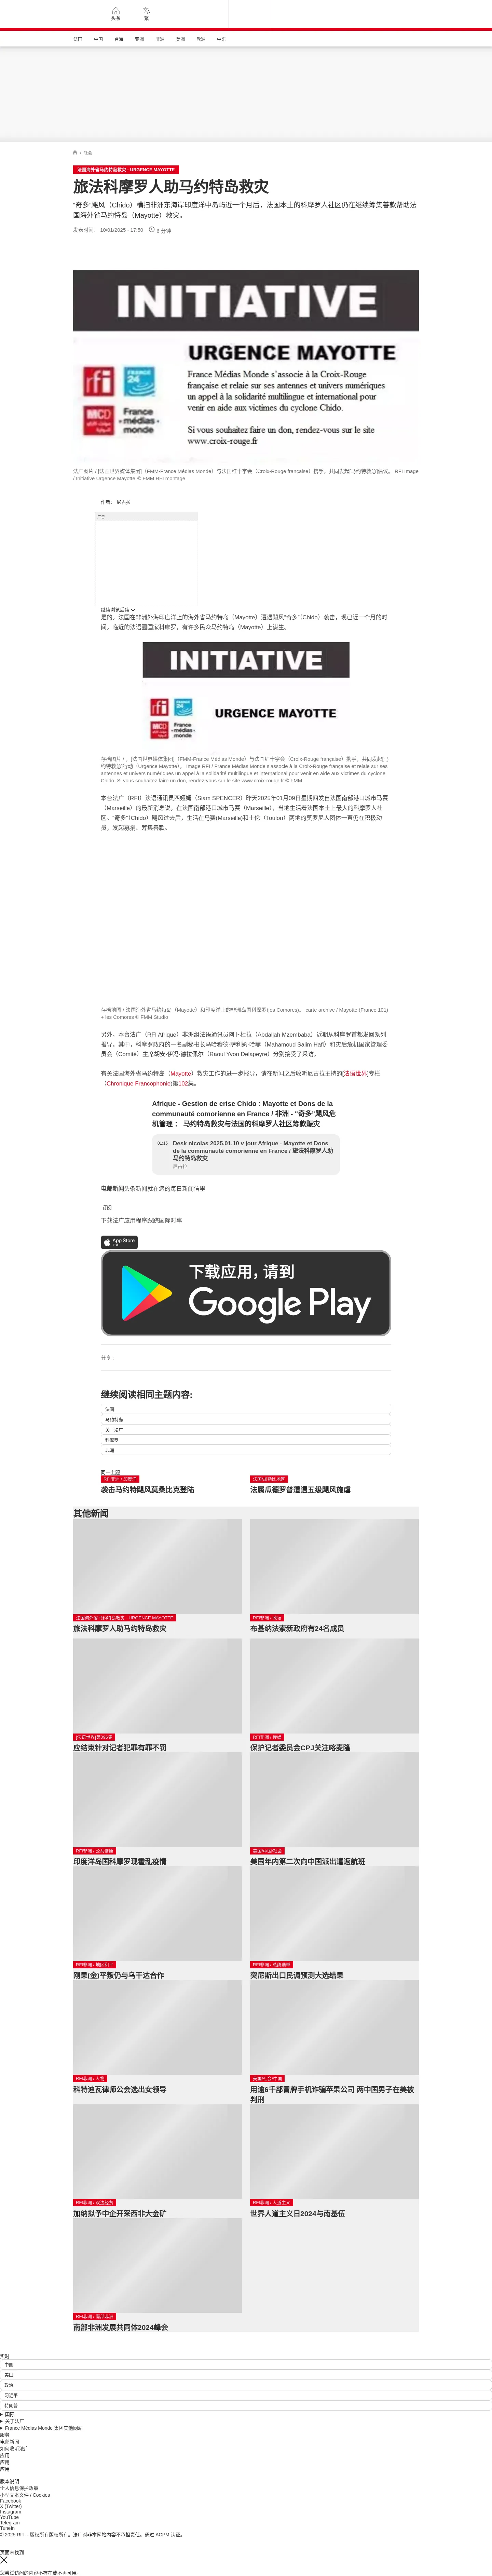 头条
繁
法国
中国
台海
亚洲
非洲
美洲
欧洲
中东
/ 社会
法国海外省马约特岛救灾 - URGENCE MAYOTTE
旅法科摩罗人助马约特岛救灾
“奇多”飓风（Chido）横扫非洲东海岸印度洋中岛屿近一个月后，法国本土的科摩罗人社区仍在继续筹集善款帮助法
国海外省马约特岛（Mayotte）救灾。
发表时间： 10/01/2025 - 17:50
6 分钟
INITIATIVE
URGENCE MAYOTTE
France Médias Monde s’associe à la Croix-Rouge
française et relaie sur ses antennes et univers numériques
un appel à la solidarité multilingue et international pour
venir en aide aux victimes du cyclone Chido.
Si vous souhaitez faire un don, rendez-vous sur le site
www.croix-rouge.fr
rfi
FRANCE 24
MCD
France • médias • monde
法广图片 / [法国世界媒体集团]（FMM-France Médias Monde）与法国红十字会（Croix-Rouge française）携手，共同发起[马约特救急]倡议。 RFI Image
/ Initiative Urgence Mayotte © FMM RFI montage
作者： 尼古拉
广告
继续浏览后续
是的。法国在非洲外海印度洋上的海外省马约特岛（Mayotte）遭遇飓风“奇多”（Chido）袭击，现已近一个月的时
间。临近的法语圈国家科摩罗，有许多民众马约特岛（Mayotte）上谋生。
INITIATIVE
rfi
FRANCE 24
URGENCE MAYOTTE
存档图片 / ，[法国世界媒体集团]（FMM-France Médias Monde）与法国红十字会（Croix-Rouge française）携手，共同发起[马
约特救急]行动（Urgence Mayotte）。 Image RFI / France Médias Monde s'associe à la Croix-Rouge française et relaie sur ses
antennes et univers numériques un appel à la solidarité multilingue et international pour venir en aide aux victimes du cyclone
Chido. Si vous souhaitez faire un don, rendez-vous sur le site www.croix-rouge.fr © FMM
本台法广（RFI）法语通讯员西娅姆（Siam SPENCER）昨天2025年01月09日星期四发自法国南部港口城市马赛
（Marseille）的最新消息说，在法国南部港口城市马赛（Marseille），当地生活着法国本土上最大的科摩罗人社
区。“奇多”（Chido）飓风过去后，生活在马赛(Marseille)和土伦（Toulon）两地的莫罗尼人团体一直仍在积极动
员，发起募捐、筹集善款。
存档地图 / 法国海外省马约特岛（Mayotte）和印度洋上的非洲岛国科摩罗(les Comores)。 carte archive / Mayotte (France 101)
+ les Comores © FMM Studio
另外，本台法广（RFI Afrique）非洲组法语通讯员阿卜杜拉（Abdallah Mzembaba）近期从科摩罗首都发回系列
报导。其中，科摩罗政府的一名副秘书长马哈穆德·萨利姆·哈菲（Mahamoud Salim Hafi）和灾后危机国家管理委
员会（Comité）主席胡安·伊冯·德拉佩尔（Raoul Yvon Delapeyre）分别接受了采访。
有关法国海外省马约特岛（Mayotte）救灾工作的进一步报导，请在新闻之后收听尼古拉主持的[法语世界]专栏
（Chronique Francophonie)第102集。
Afrique - Gestion de crise Chido : Mayotte et Dons de la
communauté comorienne en France / 非洲 - “奇多”飓风危
机管理 ： 马约特岛救灾与法国的科摩罗人社区筹款赈灾
Desk nicolas 2025.01.10 v jour Afrique - Mayotte et Dons
de la communauté comorienne en France / 旅法科摩罗人助
马约特岛救灾
尼古拉
电邮新闻头条新闻就在您的每日新闻信里
订阅
下载法广应用程序跟踪国际时事
App Store
下载应用，请到
Google Play
分享 :
继续阅读相同主题内容:
法国
马约特岛
关于法广
科摩罗
非洲
同一主题
RFI非洲 / 印度洋
袭击马约特飓风莫桑比克登陆
法国/加勒比地区
法属瓜德罗普遭遇五级飓风施虐
其他新闻
法国海外省马约特岛救灾 - URGENCE MAYOTTE
旅法科摩罗人助马约特岛救灾
RFI非洲 / 政坛
布基纳法索新政府有24名成员
应结束针对记者犯罪有罪不罚
RFI非洲 / 传媒
保护记者委员会CPJ关注喀麦隆
RFI非洲 / 公共健康
印度洋岛国科摩罗现霍乱疫情
美国年内第二次向中国派出遣返航班
RFI非洲 / 地区和平
刚果(金)平叛仍与乌干达合作
RFI非洲 / 总统选举
突尼斯出口民调预测大选结果
RFI非洲 / 人物
科特迪瓦律师公会选出女领导
用逾6千部冒牌手机诈骗苹果公司 两中国男子在美被
判刑
RFI非洲 / 周边经贸
加纳拟予中企开采西非大金矿
RFI非洲 / 人道主义
世界人道主义日2024与南基伍
RFI非洲 / 南部非洲
南部非洲发展共同体2024峰会
实时
中国
美国
政治
习近平
特朗普
国际
关于法广
France Médias Monde 集团其他网站
服务
电邮新闻
如何收听法广
应用
应用
应用
版本说明
个人信息保护政策
小型文本文件 / Cookies
Facebook
X (Twitter)
Instagram
YouTube
Telegram
TuneIn
© 2025 RFI – 版权所有版权所有。法广对非本网站内容不承担责任。通过 ACPM 认证。
页面未找到
您尝试访问的内容不存在或不再可用。